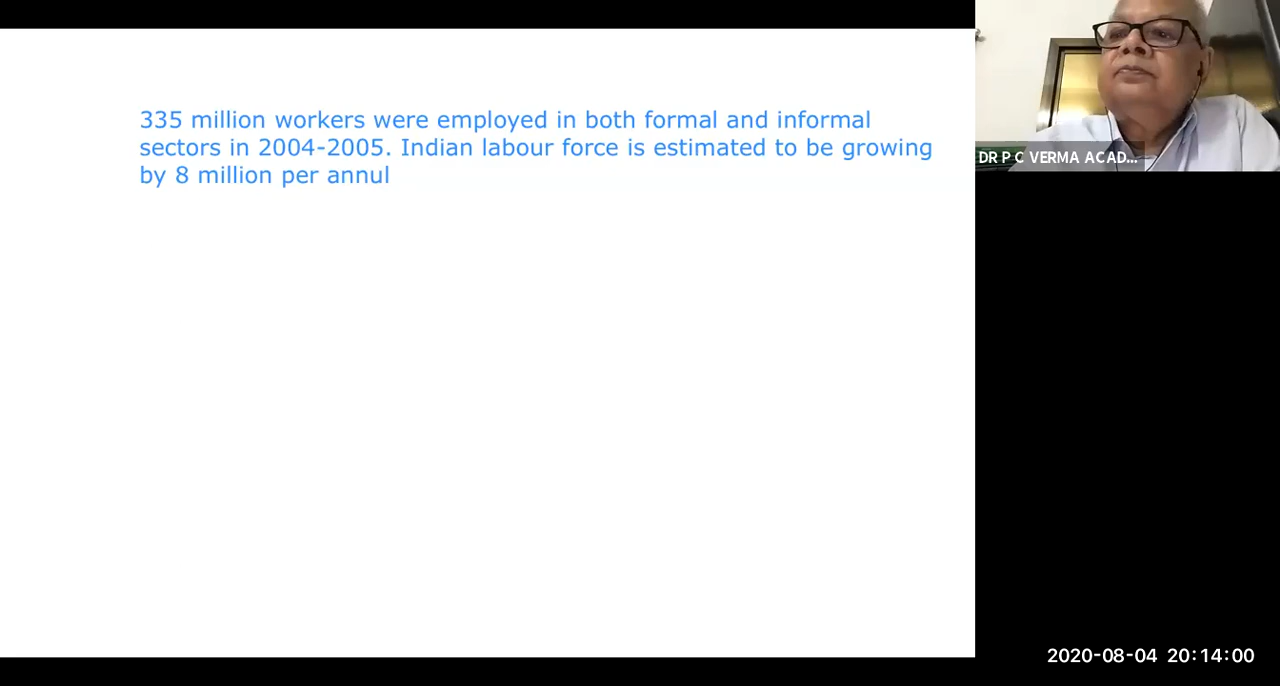 335 million workers were employed in both formal and informal
sectors in 2004-2005. Indian labour force is estimated to be growing
by 8 million per annul
DR P C VERMA ACAD...
2020-08-04 20:14:00